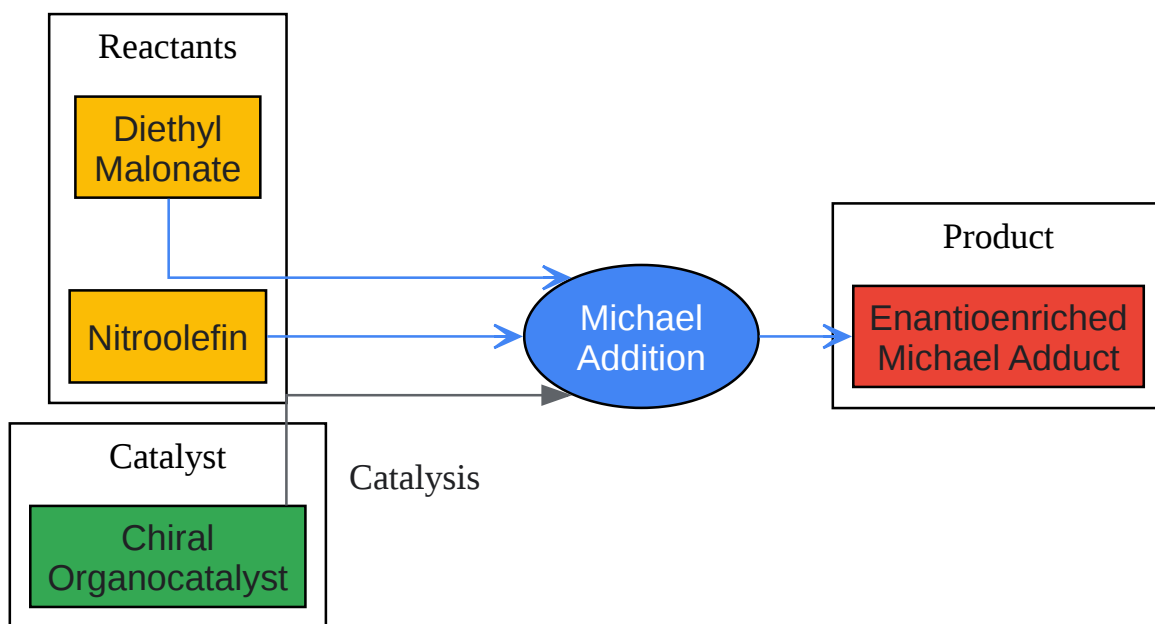 Reactants
Diethyl
Malonate
Nitroolefin
Michael
Addition
Product
Enantioenriched
Michael Adduct
Catalyst
Catalysis
Chiral
Organocatalyst